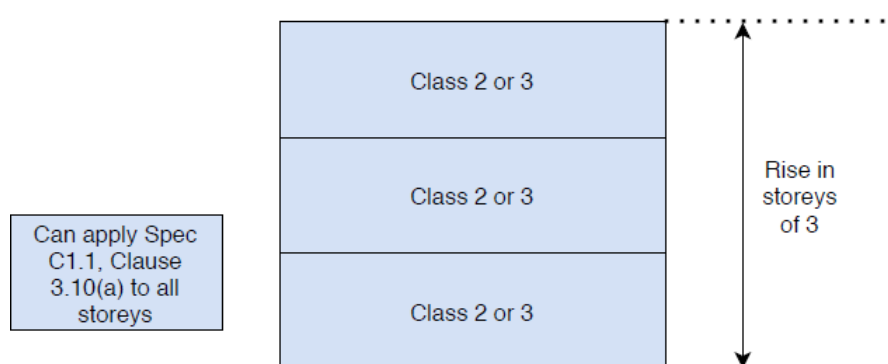 Class 2 or 3
Class 2 or 3
Class 2 or 3
Can apply Spec
C1.1, Clause
3.10(a) to all
storeys
Rise in
storeys
of 3